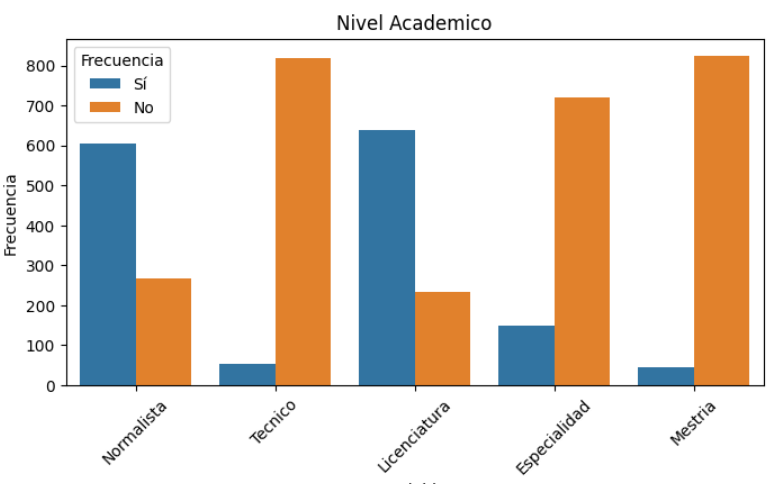 Nivel Academico
Frecuencia
Sí
No
Frecuencia
800
700
600
500
400
300
200
100
0
Normalista
Tecnico
Licenciatura
Especialidad
Mestria